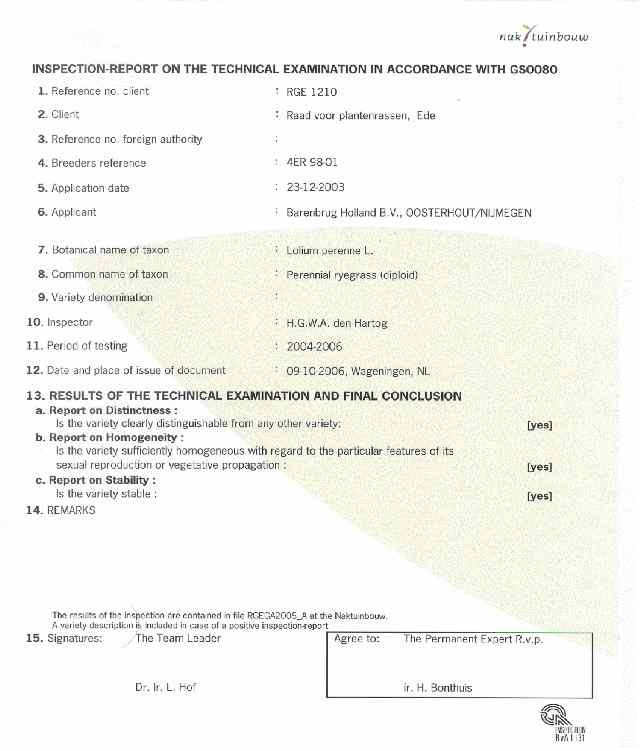 nak tuinbouw
INSPECTION-REPORT ON THE TECHNICAL EXAMINATION IN ACCORDANCE WITH GS0080
1. Reference no. client : RGE 1210
2. Client : Raad voor plantenrassen, Ede
3. Reference no. foreign authority :
4. Breeders reference : 4ER 98-01
5. Application date : 23-12-2003
6. Applicant : Barenbrug Holland B.V., OOSTERHOUT/NIJMEGEN
7. Botanical name of taxon : Lolium perenne L.
8. Common name of taxon : Perennial ryegrass (diploid)
9. Variety denomination :
10. Inspector : H.G.W.A. den Hartog
11. Period of testing : 2004-2006
12. Date and place of issue of document : 09-10-2006, Wageningen, NL
13. RESULTS OF THE TECHNICAL EXAMINATION AND FINAL CONCLUSION
a. Report on Distinctness :
Is the variety clearly distinguishable from any other variety: [yes]
b. Report on Homogeneity :
Is the variety sufficiently homogeneous with regard to the particular features of its
sexual reproduction or vegetative propagation : [yes]
c. Report on Stability :
Is the variety stable : [yes]
14. REMARKS
The results of the inspection are contained in file RGEGA2005_A at the Naktuinbouw.
A variety description is included in case of a positive inspection-report
15. Signatures: The Team Leader Agree to: The Permanent Expert R.v.p.
Dr. Ir. L. Hof ir. H. Bonthuis
INSPECTION
RvA I 131